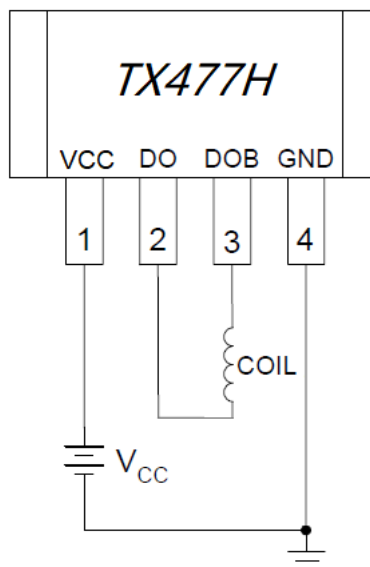 TX477H
VCC DO DOB GND
1 2 3 4
COIL
VCC